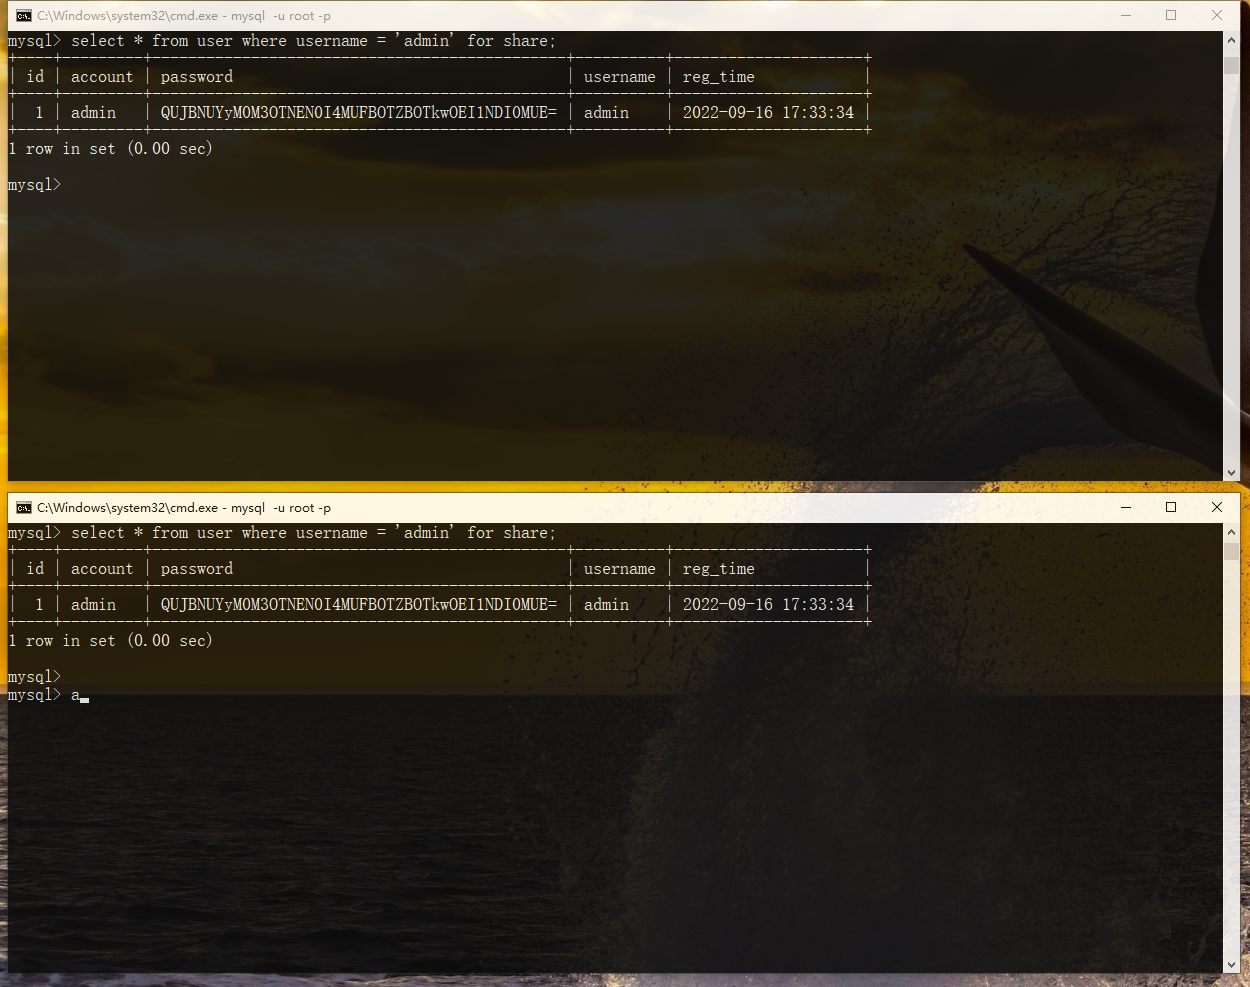 C:\Windows\system32\cmd.exe - mysql  -u root -p
mysql> select * from user where username = 'admin' for share;
+----+---------+----------------------------------------------+----------+---------------------+
| id | account | password                                     | username | reg_time            |
+----+---------+----------------------------------------------+----------+---------------------+
|  1 | admin   | QUJBNUYyM0M3OTNEN0I4MUFBOTZBOTkwOEI1NDI0MUE= | admin    | 2022-09-16 17:33:34 |
+----+---------+----------------------------------------------+----------+---------------------+
1 row in set (0.00 sec)
mysql>
C:\Windows\system32\cmd.exe - mysql  -u root -p
mysql> select * from user where username = 'admin' for share;
+----+---------+----------------------------------------------+----------+---------------------+
| id | account | password                                     | username | reg_time            |
+----+---------+----------------------------------------------+----------+---------------------+
|  1 | admin   | QUJBNUYyM0M3OTNEN0I4MUFBOTZBOTkwOEI1NDI0MUE= | admin    | 2022-09-16 17:33:34 |
+----+---------+----------------------------------------------+----------+---------------------+
1 row in set (0.00 sec)
mysql>
mysql> a